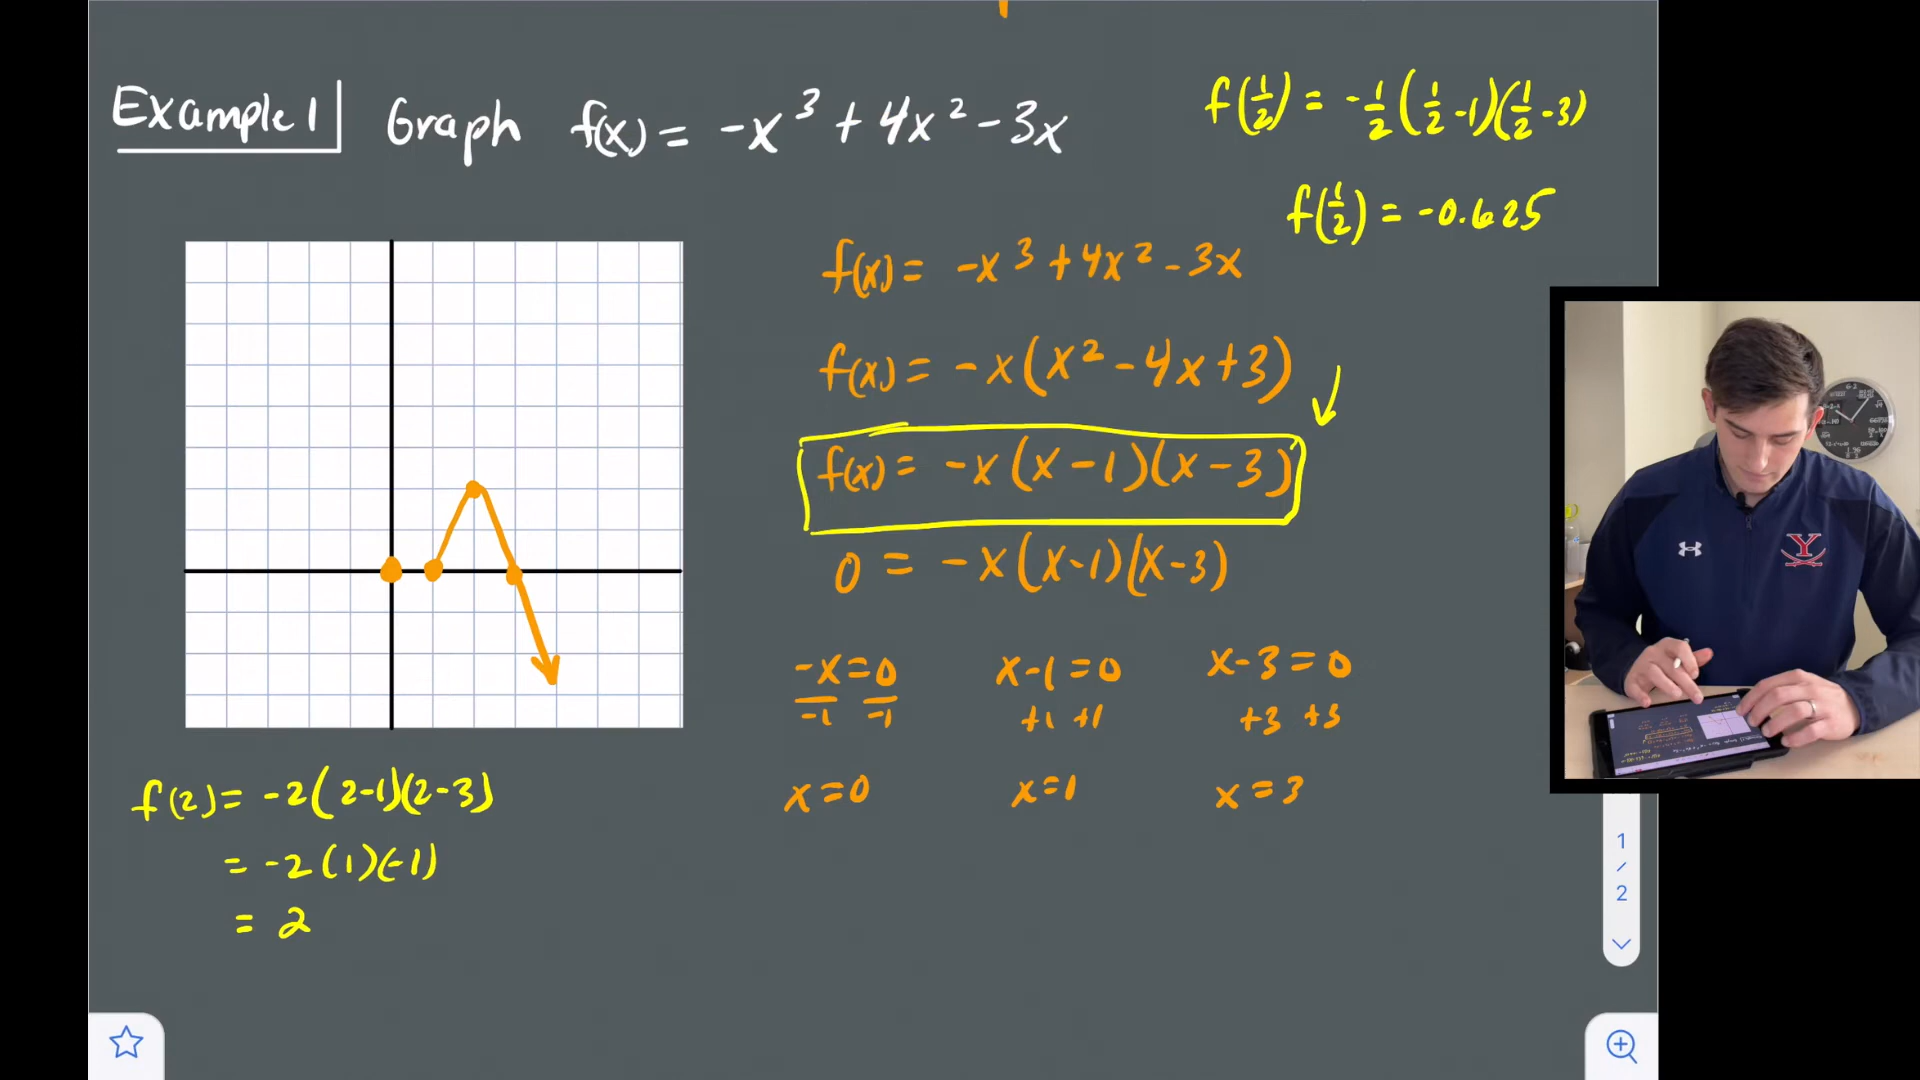 Example 1 Graph f(x) = -x³ + 4x² - 3x
f(½) = -½(½-1)(½-3)
f(½) = -0.625
f(x) = -x³ + 4x² - 3x
f(x) = -x(x² - 4x + 3)
f(x) = -x(x - 1)(x - 3)
0 = -x(x-1)(x-3)
-x = 0 x-1 = 0 x-3 = 0
-1 -1 +1 +1 +3 +3
x = 0 x = 1 x = 3
f(2) = -2(2-1)(2-3)
= -2(1)(-1)
= 2
Y
1
/
2